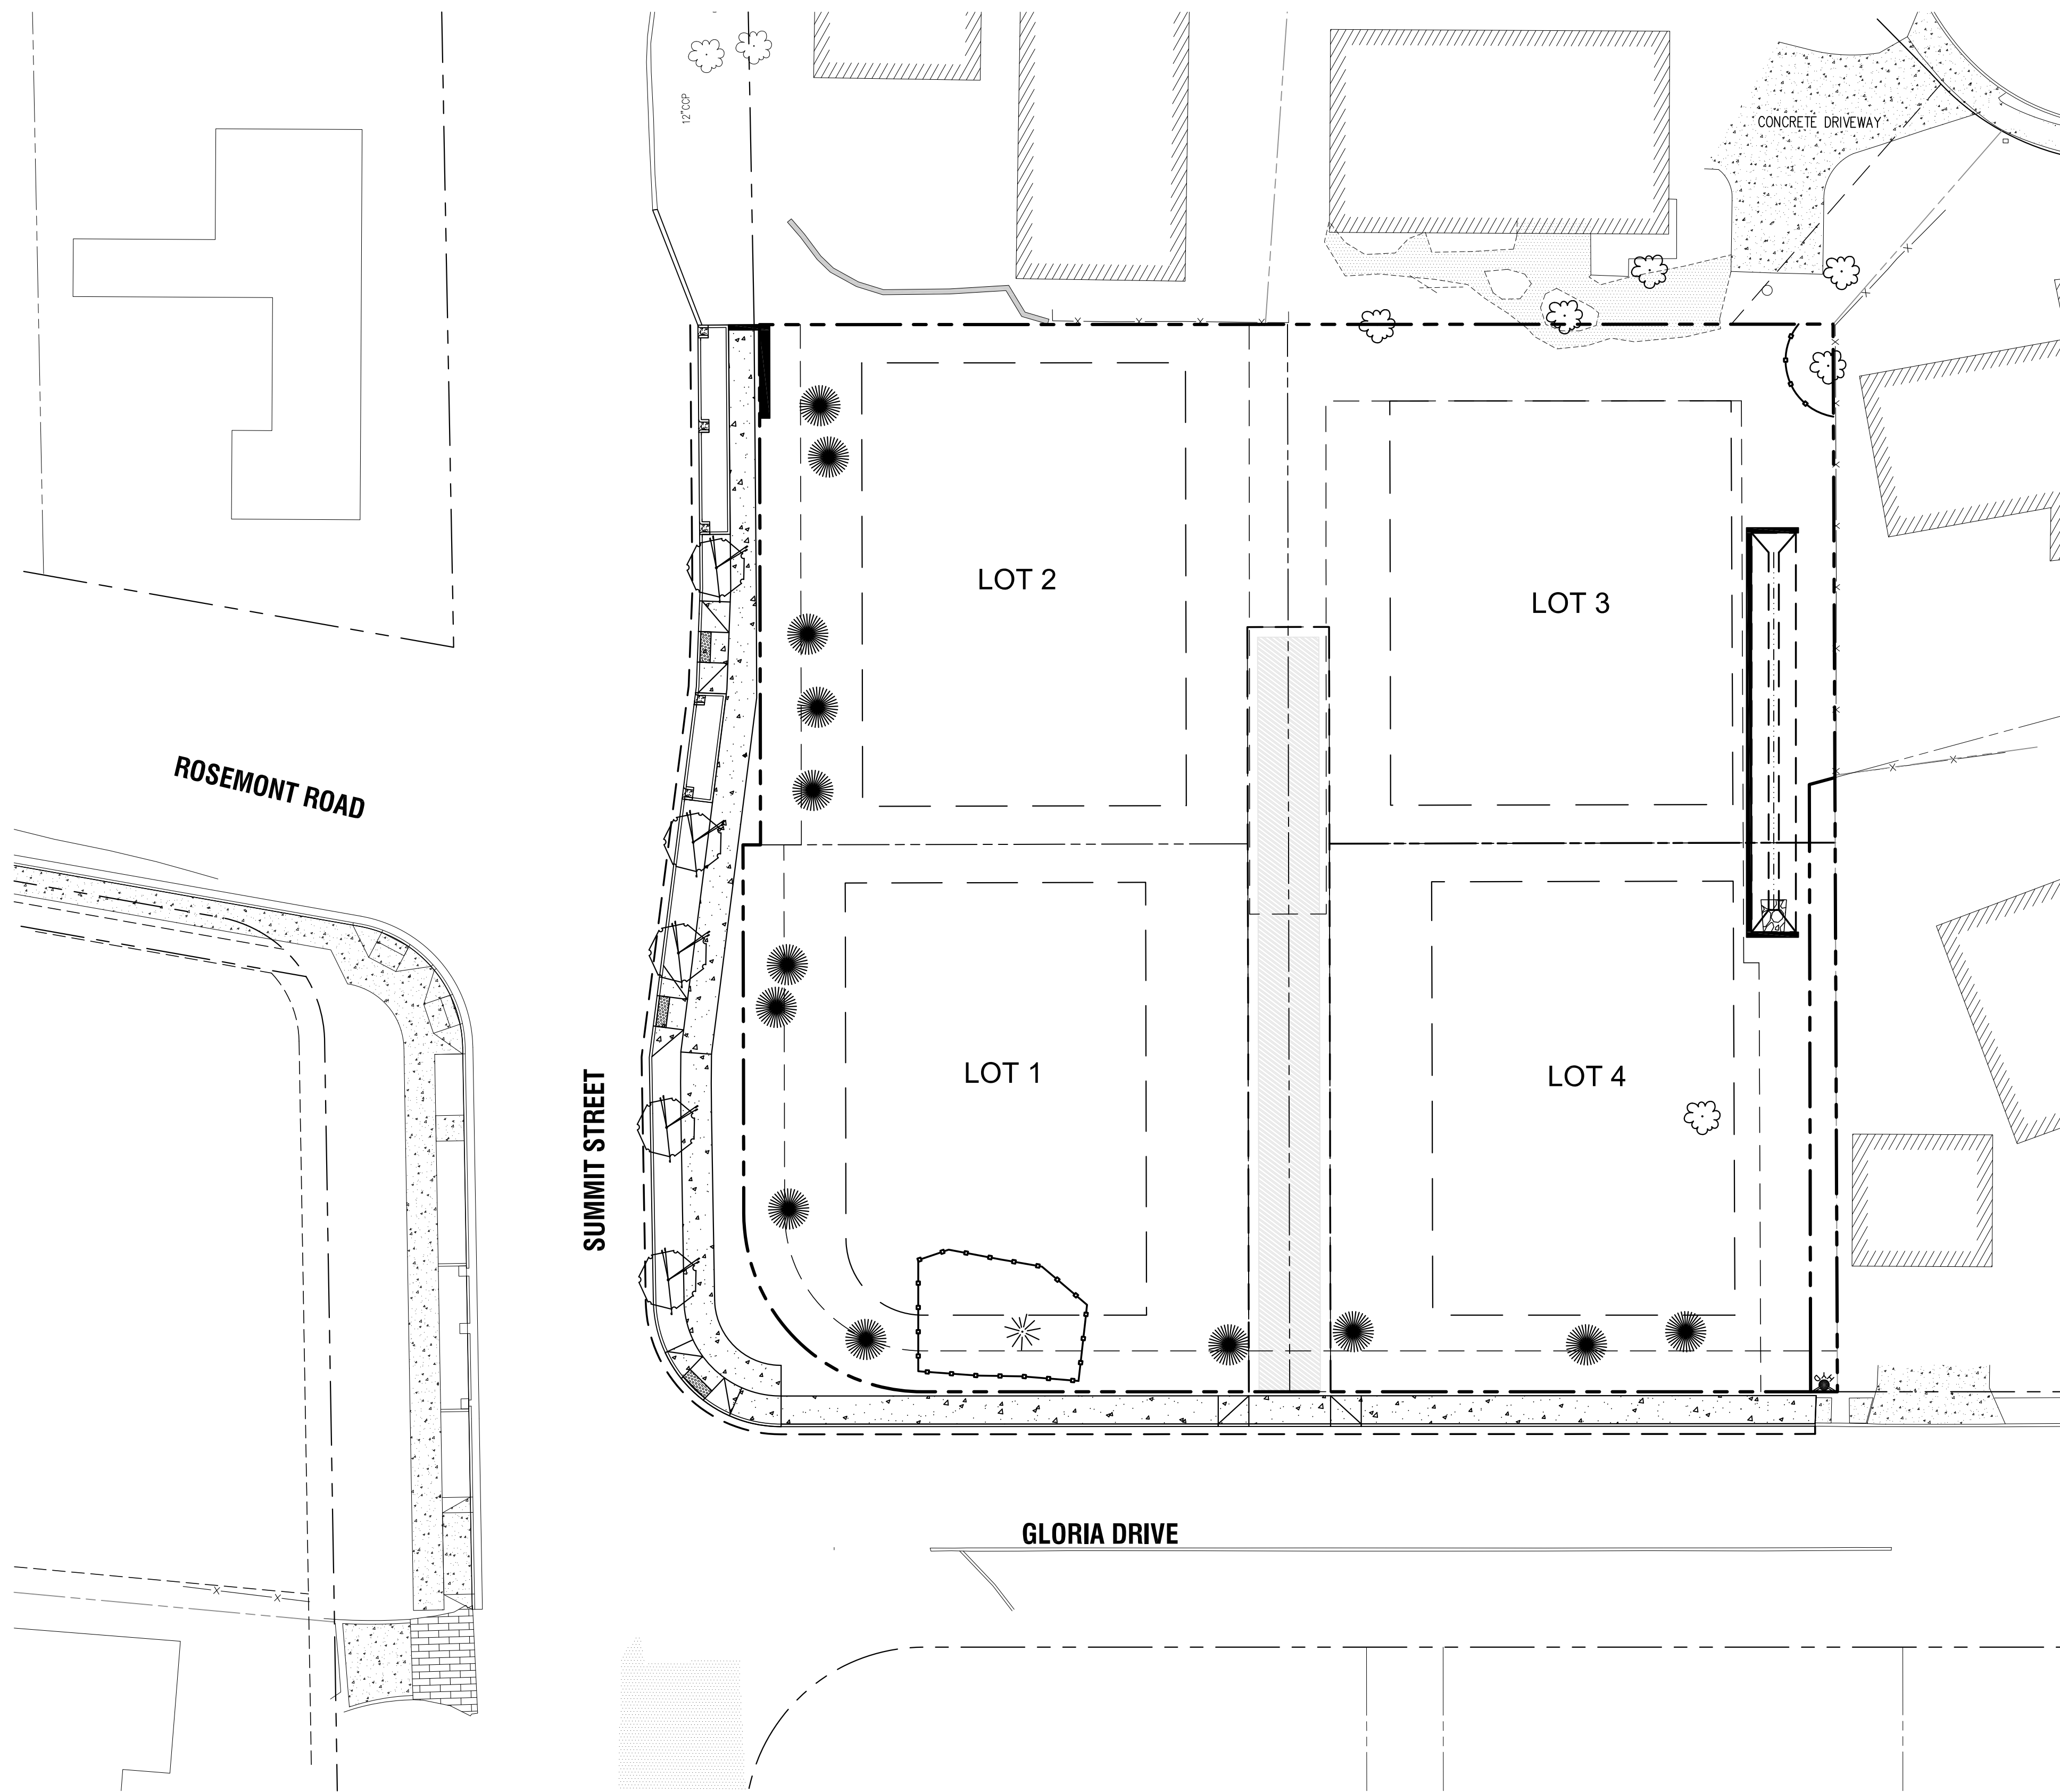 12"CCP
CONCRETE DRIVEWAY
LOT 2
LOT 3
ROSEMONT ROAD
LOT 1
LOT 4
SUMMIT STREET
GLORIA DRIVE